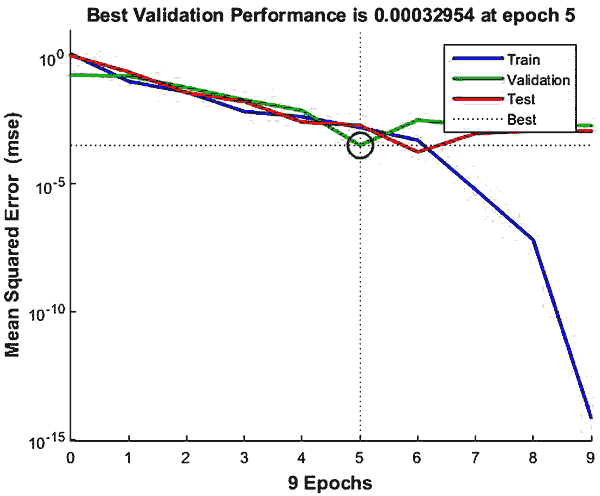 Best Validation Performance is 0.00032954 at epoch 5
Mean Squared Error (mse)
10^0
10^-5
10^-10
10^-15
Train
Validation
Test
Best
0 1 2 3 4 5 6 7 8 9
9 Epochs